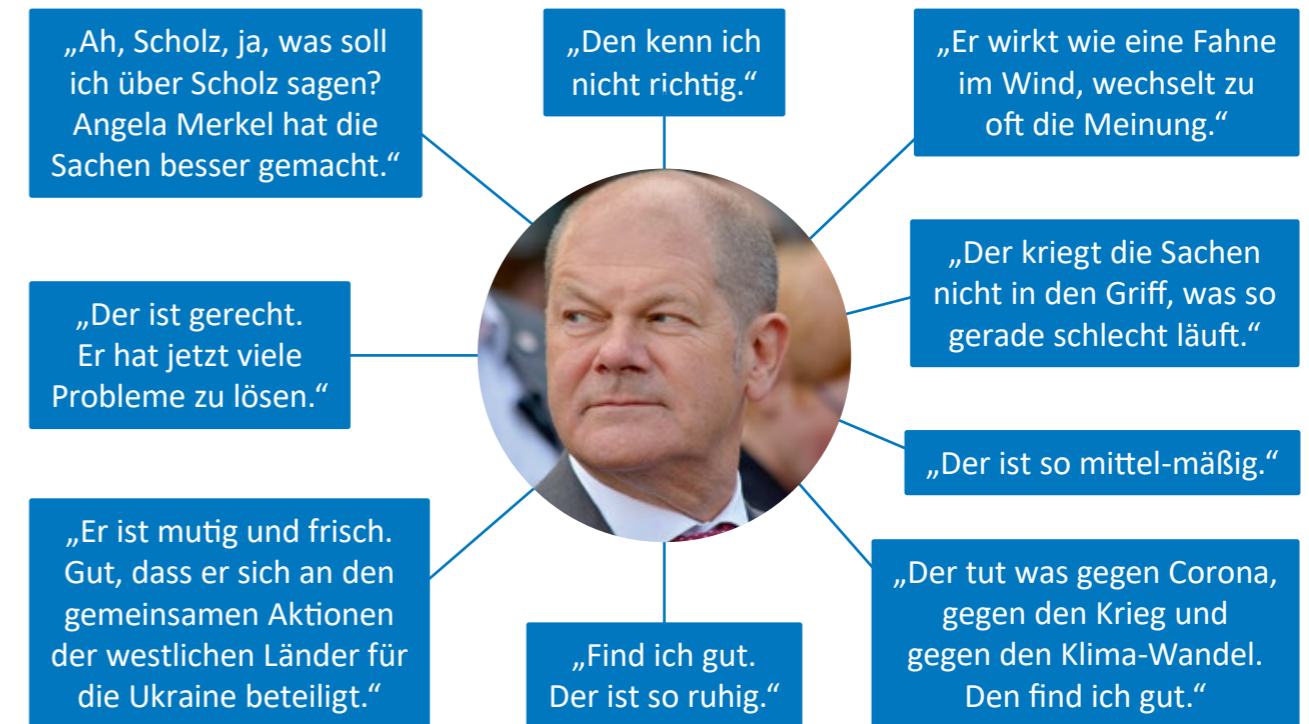 „Ah, Scholz, ja, was soll
ich über Scholz sagen?
Angela Merkel hat die
Sachen besser gemacht.“
„Den kenn ich
nicht richtig.“
„Er wirkt wie eine Fahne
im Wind, wechselt zu
oft die Meinung.“
„Der kriegt die Sachen
nicht in den Griff, was so
gerade schlecht läuft.“
„Der ist gerecht.
Er hat jetzt viele
Probleme zu lösen.“
„Der ist so mittel-mäßig.“
„Er ist mutig und frisch.
Gut, dass er sich an den
gemeinsamen Aktionen
der westlichen Länder für
die Ukraine beteiligt.“
„Find ich gut.
Der ist so ruhig.“
„Der tut was gegen Corona,
gegen den Krieg und
gegen den Klima-Wandel.
Den find ich gut.“